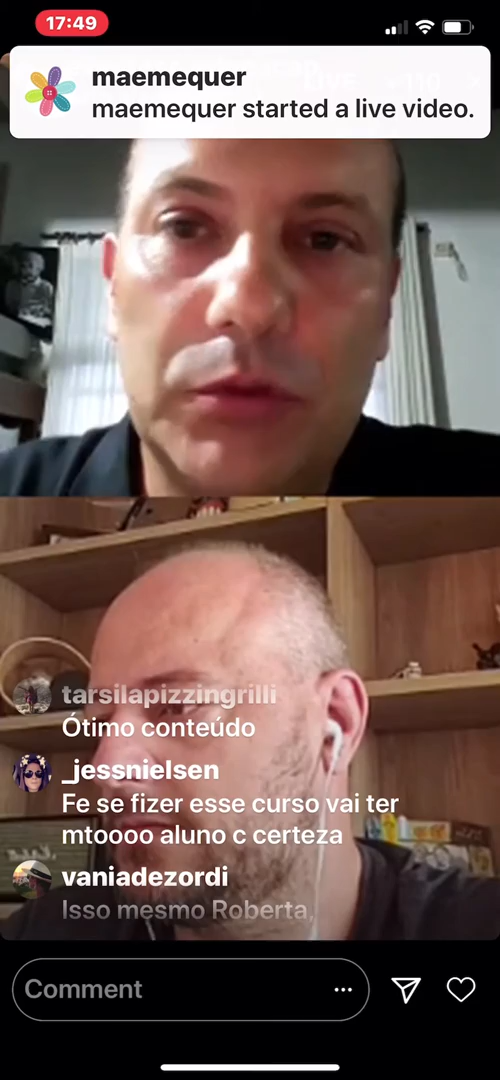 17:49
maemequer
maemequer started a live video.
tarsilapizzingrilli
Ótimo conteúdo
_jessnielsen
Fe se fizer esse curso vai ter
mtoooo aluno c certeza
vaniadezordi
Isso mesmo Roberta,
Comment